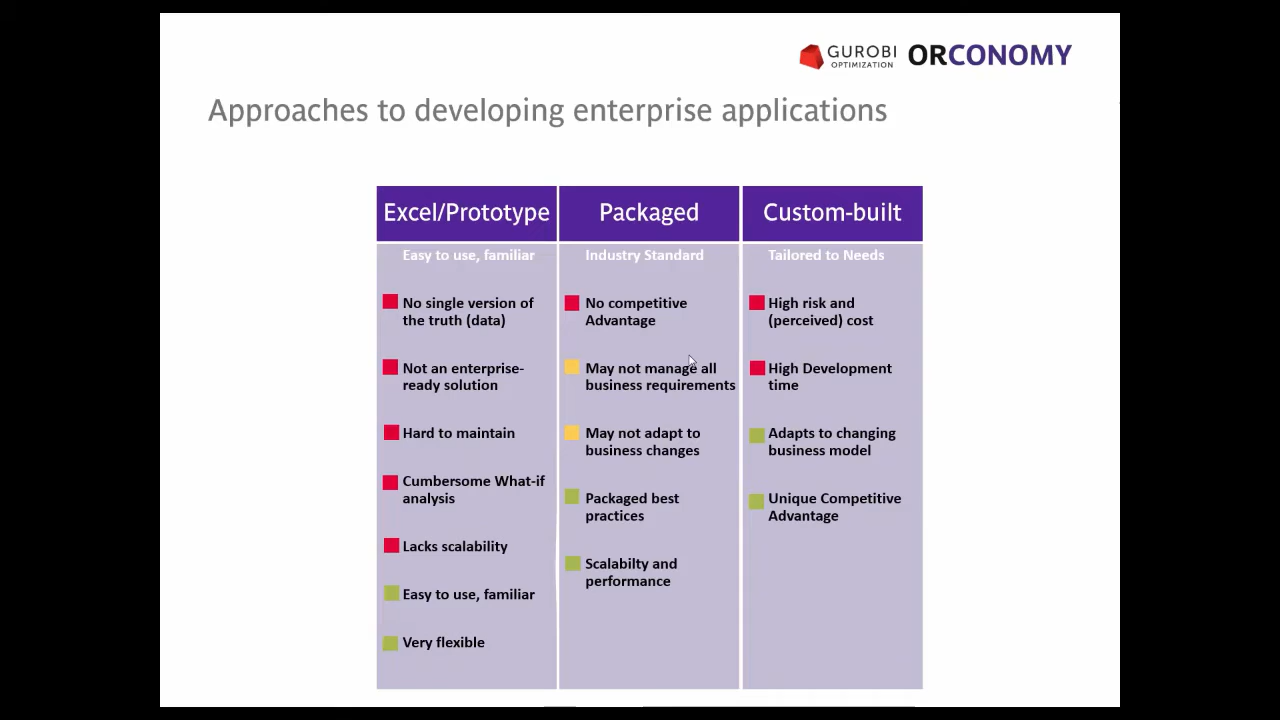 GUROBI
OPTIMIZATION
ORCONOMY
Approaches to developing enterprise applications
Excel/Prototype
Easy to use, familiar
No single version of
the truth (data)
Not an enterprise-
ready solution
Hard to maintain
Cumbersome What-if
analysis
Lacks scalability
Easy to use, familiar
Very flexible
Packaged
Industry Standard
No competitive
Advantage
May not manage all
business requirements
May not adapt to
business changes
Packaged best
practices
Scalabilty and
performance
Custom-built
Tailored to Needs
High risk and
(perceived) cost
High Development
time
Adapts to changing
business model
Unique Competitive
Advantage